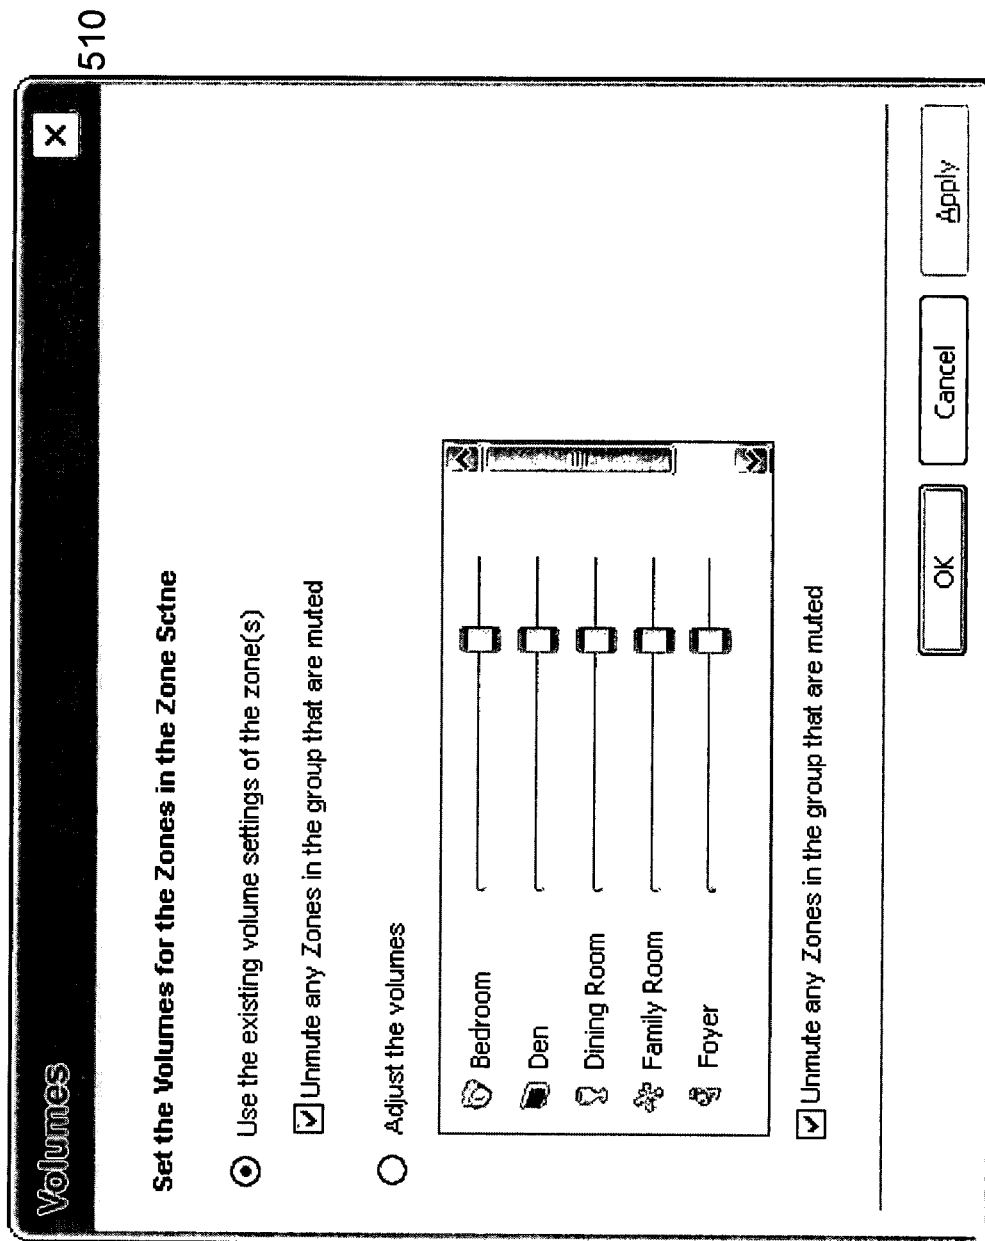 510
Volumes
Set the Volumes for the Zones in the Zone Sctne
Use the existing volume settings of the zone(s)
Unmute any Zones in the group that are muted
Adjust the volumes
Bedroom
Den
Dining Room
Family Room
Foyer
Unmute any Zones in the group that are muted
OK
Cancel
Apply